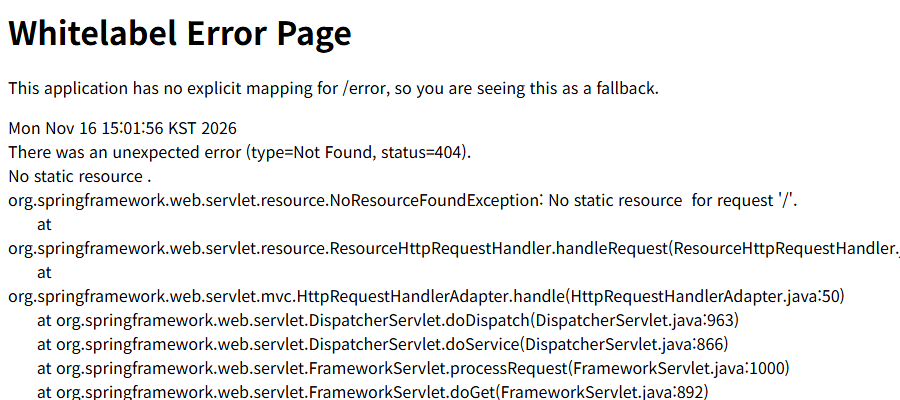 Whitelabel Error Page
This application has no explicit mapping for /error, so you are seeing this as a fallback.
Mon Nov 16 15:01:56 KST 2026
There was an unexpected error (type=Not Found, status=404).
No static resource .
org.springframework.web.servlet.resource.NoResourceFoundException: No static resource  for request '/'.
at
org.springframework.web.servlet.resource.ResourceHttpRequestHandler.handleRequest(ResourceHttpRequestHandler.
at
org.springframework.web.servlet.mvc.HttpRequestHandlerAdapter.handle(HttpRequestHandlerAdapter.java:50)
at org.springframework.web.servlet.DispatcherServlet.doDispatch(DispatcherServlet.java:963)
at org.springframework.web.servlet.DispatcherServlet.doService(DispatcherServlet.java:866)
at org.springframework.web.servlet.FrameworkServlet.processRequest(FrameworkServlet.java:1000)
at org.springframework.web.servlet.FrameworkServlet.doGet(FrameworkServlet.java:892)